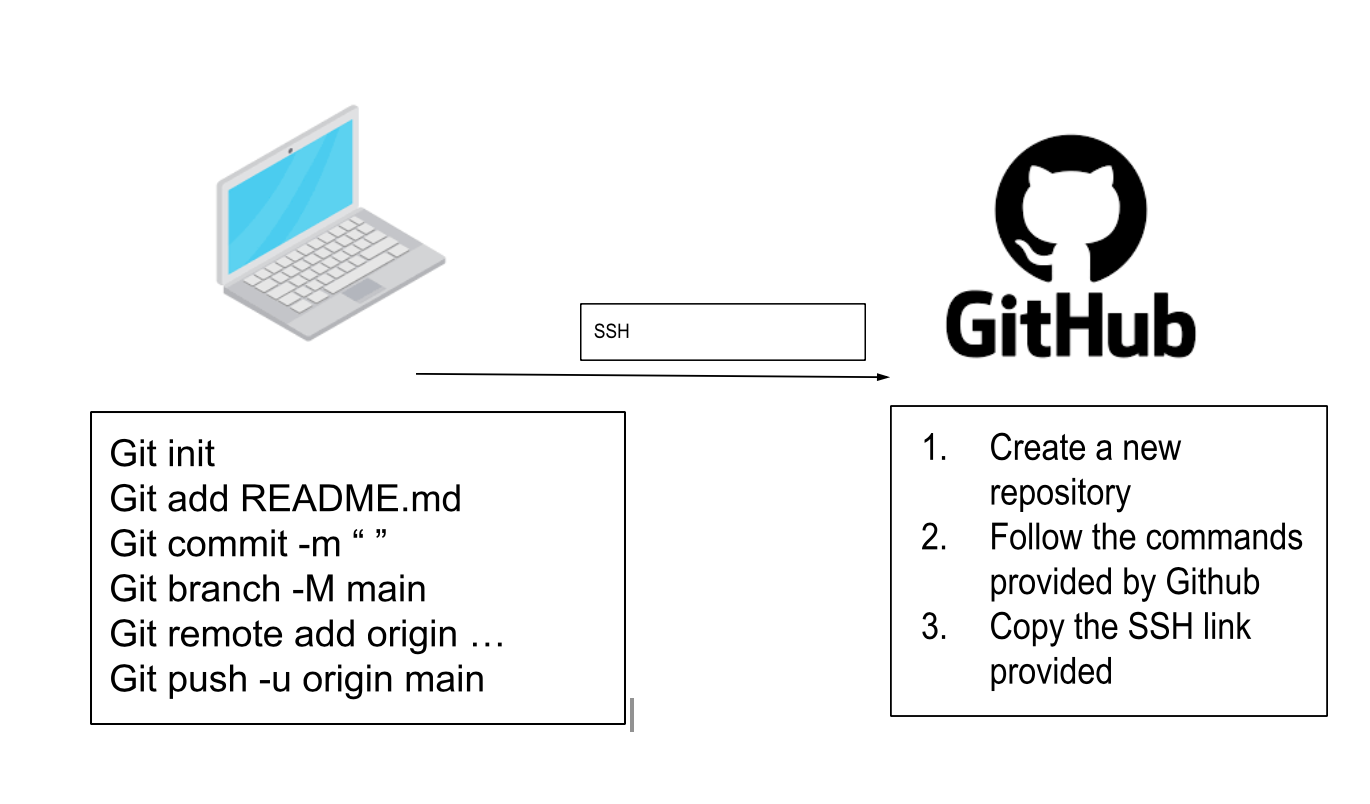 GitHub
SSH
Git init
Git add README.md
Git commit -m “ ”
Git branch -M main
Git remote add origin …
Git push -u origin main
1. Create a new
repository
2. Follow the commands
provided by Github
3. Copy the SSH link
provided